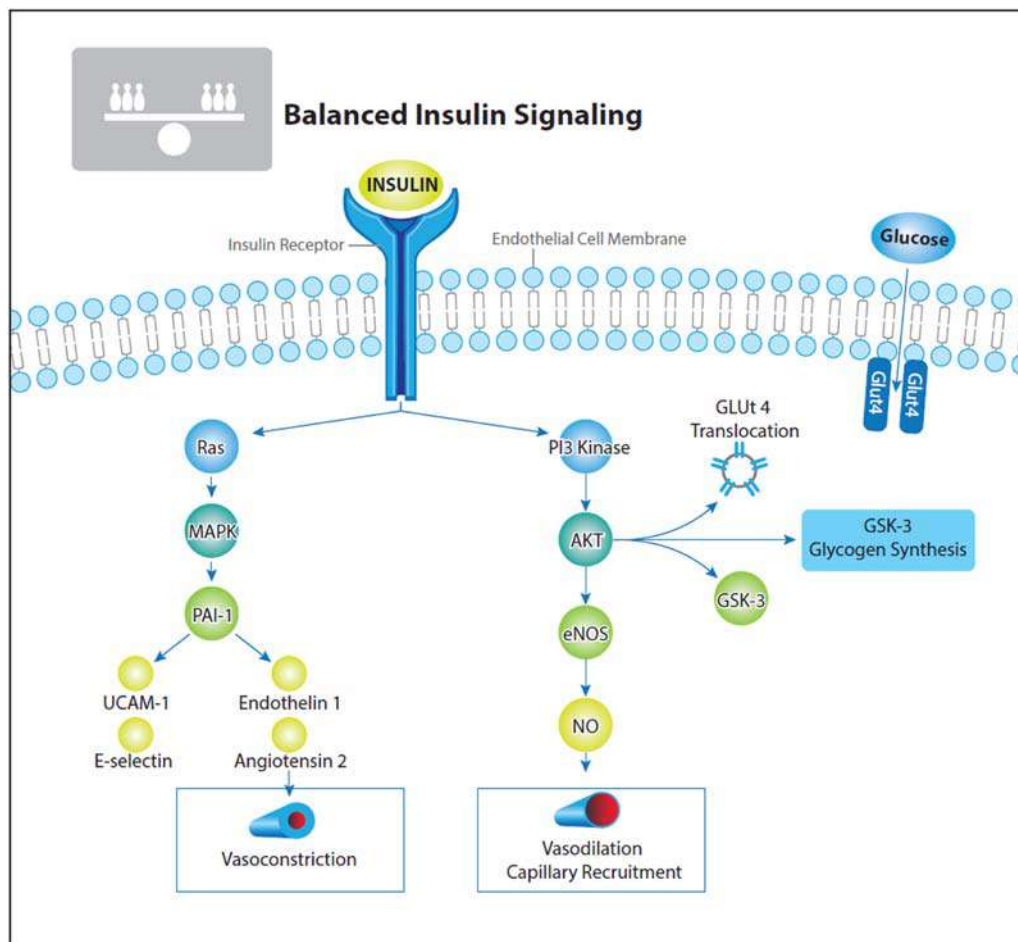 Balanced Insulin Signaling
INSULIN
Insulin Receptor
Endothelial Cell Membrane
Glucose
Glut4
Glut4
GLUt 4
Translocation
Ras
PI3 Kinase
MAPK
AKT
GSK-3
Glycogen Synthesis
PAI-1
GSK-3
eNOS
UCAM-1
Endothelin 1
NO
E-selectin
Angiotensin 2
Vasoconstriction
Vasodilation
Capillary Recruitment